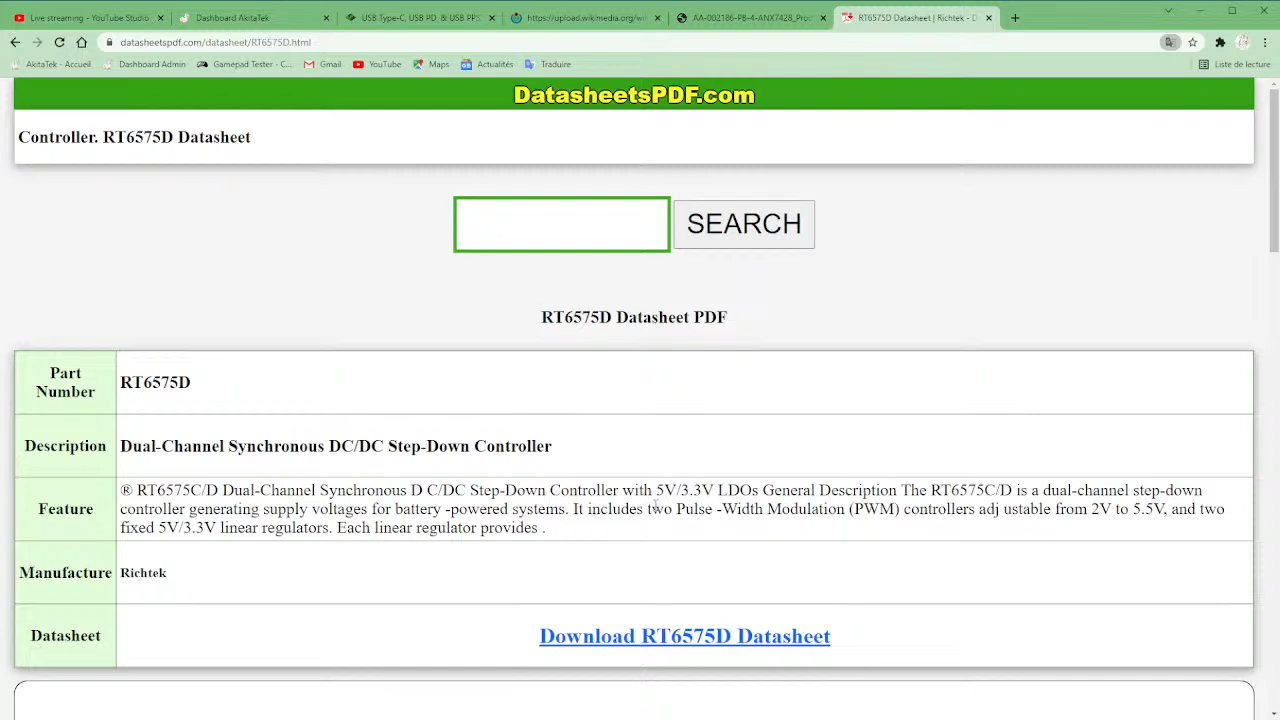 Live streaming - YouTube Studio
Dashboard AkitaTek
USB Type-C, USB PD, & USB PPS
https://upload.wikimedia.org/wi
AA-002186-PB-4-ANX7428_Pro
RT6575D Datasheet | Richtek - D
datasheetspdf.com/datasheet/RT6575D.html
AkitaTek - Accueil
Dashboard Admin
Gamepad Tester - C...
Gmail
YouTube
Maps
Actualités
Traduire
Liste de lecture
DatasheetsPDF.com
Controller. RT6575D Datasheet
SEARCH
RT6575D Datasheet PDF
Part
Number
RT6575D
Description
Dual-Channel Synchronous DC/DC Step-Down Controller
Feature
® RT6575C/D Dual-Channel Synchronous D C/DC Step-Down Controller with 5V/3.3V LDOs General Description The RT6575C/D is a dual-channel step-down
controller generating supply voltages for battery -powered systems. It includes two Pulse -Width Modulation (PWM) controllers adj ustable from 2V to 5.5V, and two
fixed 5V/3.3V linear regulators. Each linear regulator provides .
Manufacture
Richtek
Datasheet
Download RT6575D Datasheet